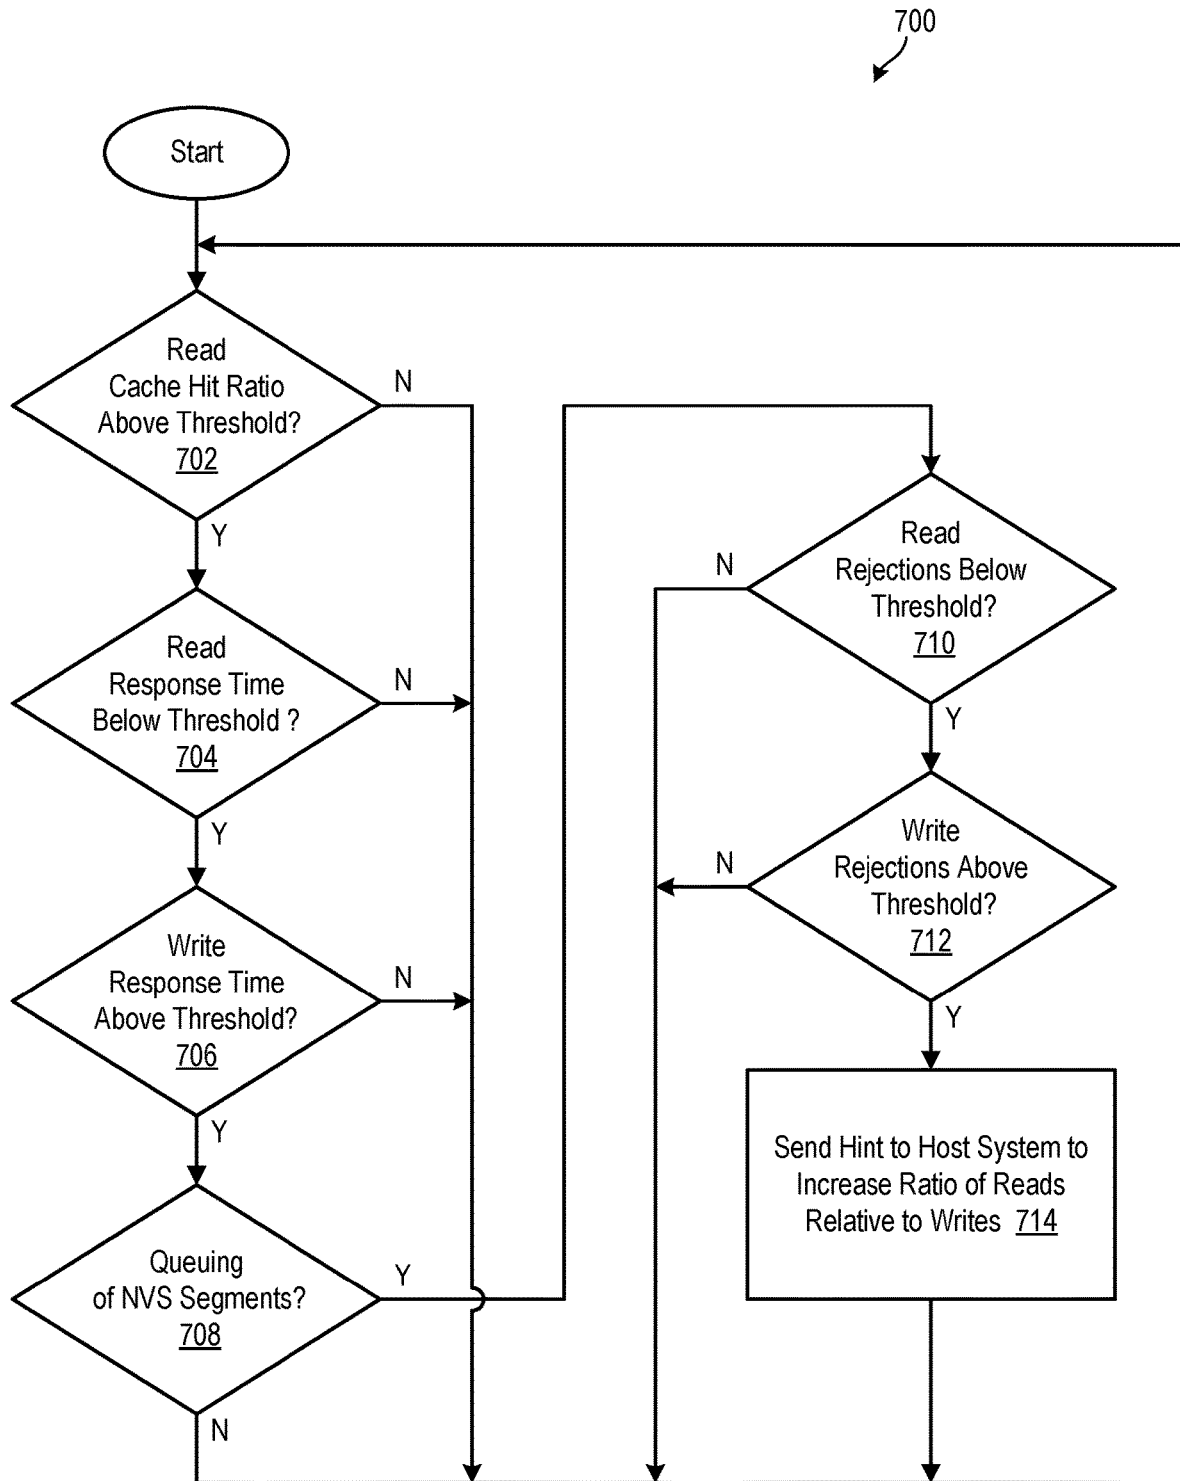 700
Start
Read
Cache Hit Ratio
Above Threshold?
702
N
Y
Read
Response Time
Below Threshold ?
704
N
Y
Write
Response Time
Above Threshold?
706
N
Y
Queuing
of NVS Segments?
708
Y
N
Read
Rejections Below
Threshold?
710
N
Y
Write
Rejections Above
Threshold?
712
N
Y
Send Hint to Host System to
Increase Ratio of Reads
Relative to Writes 714